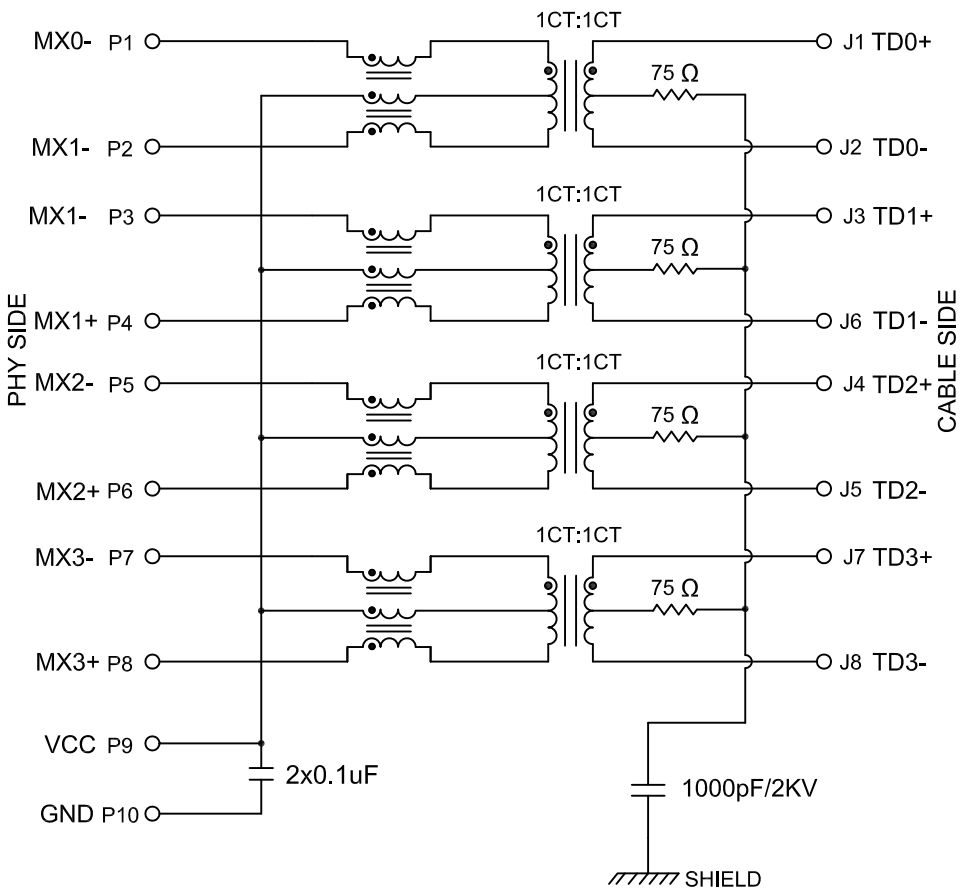 1CT:1CT
MX0- P1
J1 TD0+
75 Ω
MX1- P2
J2 TD0-
1CT:1CT
MX1- P3
J3 TD1+
75 Ω
PHY SIDE
MX1+ P4
J6 TD1-
CABLE SIDE
1CT:1CT
MX2- P5
J4 TD2+
75 Ω
MX2+ P6
J5 TD2-
1CT:1CT
MX3- P7
J7 TD3+
75 Ω
MX3+ P8
J8 TD3-
VCC P9
2x0.1uF
1000pF/2KV
GND P10
SHIELD